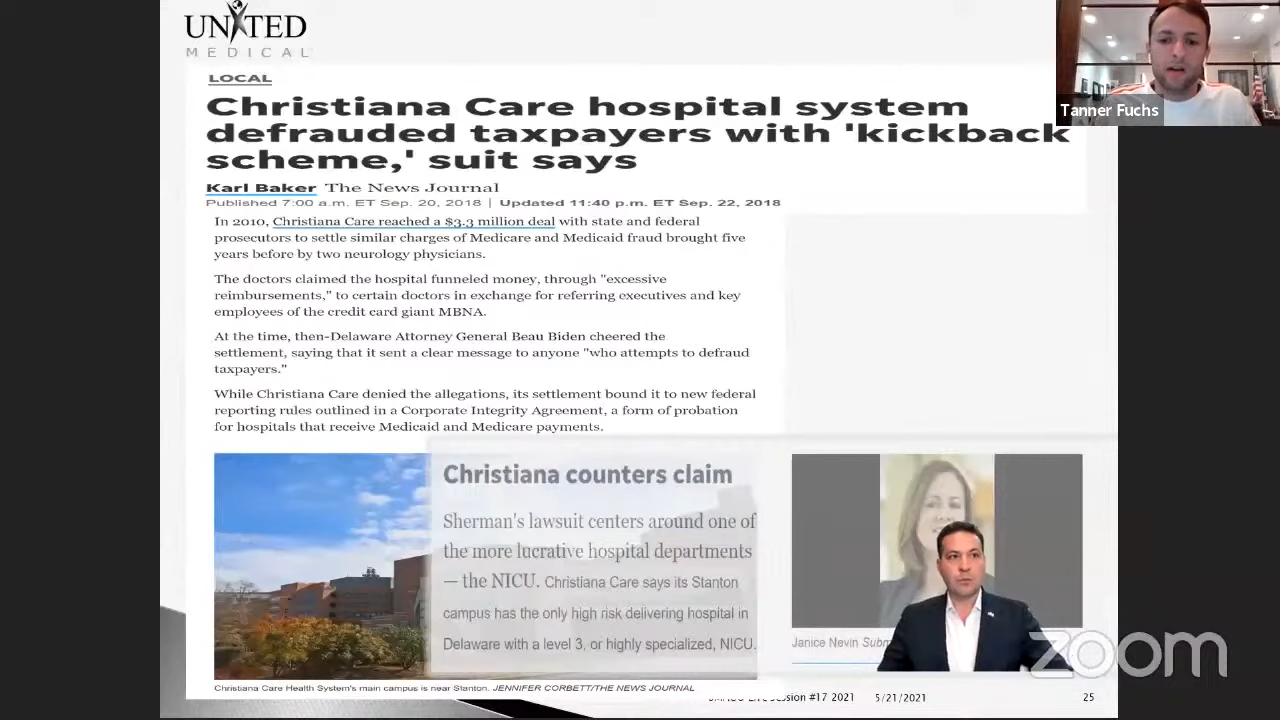 UNITED
MEDICAL
LOCAL
Christiana Care hospital system
defrauded taxpayers with 'kickback
scheme,' suit says
Karl Baker The News Journal
Published 7:00 a.m. ET Sep. 20, 2018 | Updated 11:40 p.m. ET Sep. 22, 2018
In 2010, Christiana Care reached a $3.3 million deal with state and federal
prosecutors to settle similar charges of Medicare and Medicaid fraud brought five
years before by two neurology physicians.
The doctors claimed the hospital funneled money, through "excessive
reimbursements," to certain doctors in exchange for referring executives and key
employees of the credit card giant MBNA.
At the time, then-Delaware Attorney General Beau Biden cheered the
settlement, saying that it sent a clear message to anyone "who attempts to defraud
taxpayers."
While Christiana Care denied the allegations, its settlement bound it to new federal
reporting rules outlined in a Corporate Integrity Agreement, a form of probation
for hospitals that receive Medicaid and Medicare payments.
Christiana counters claim
Sherman's lawsuit centers around one of
the more lucrative hospital departments
— the NICU. Christiana Care says its Stanton
campus has the only high risk delivering hospital in
Delaware with a level 3, or highly specialized, NICU.
Janice Nevin
Christiana Care Health System's main campus is near Stanton. JENNIFER CORBETT/THE NEWS JOURNAL
Session #17 2021 5/21/2021 25
Tanner Fuchs
zoom